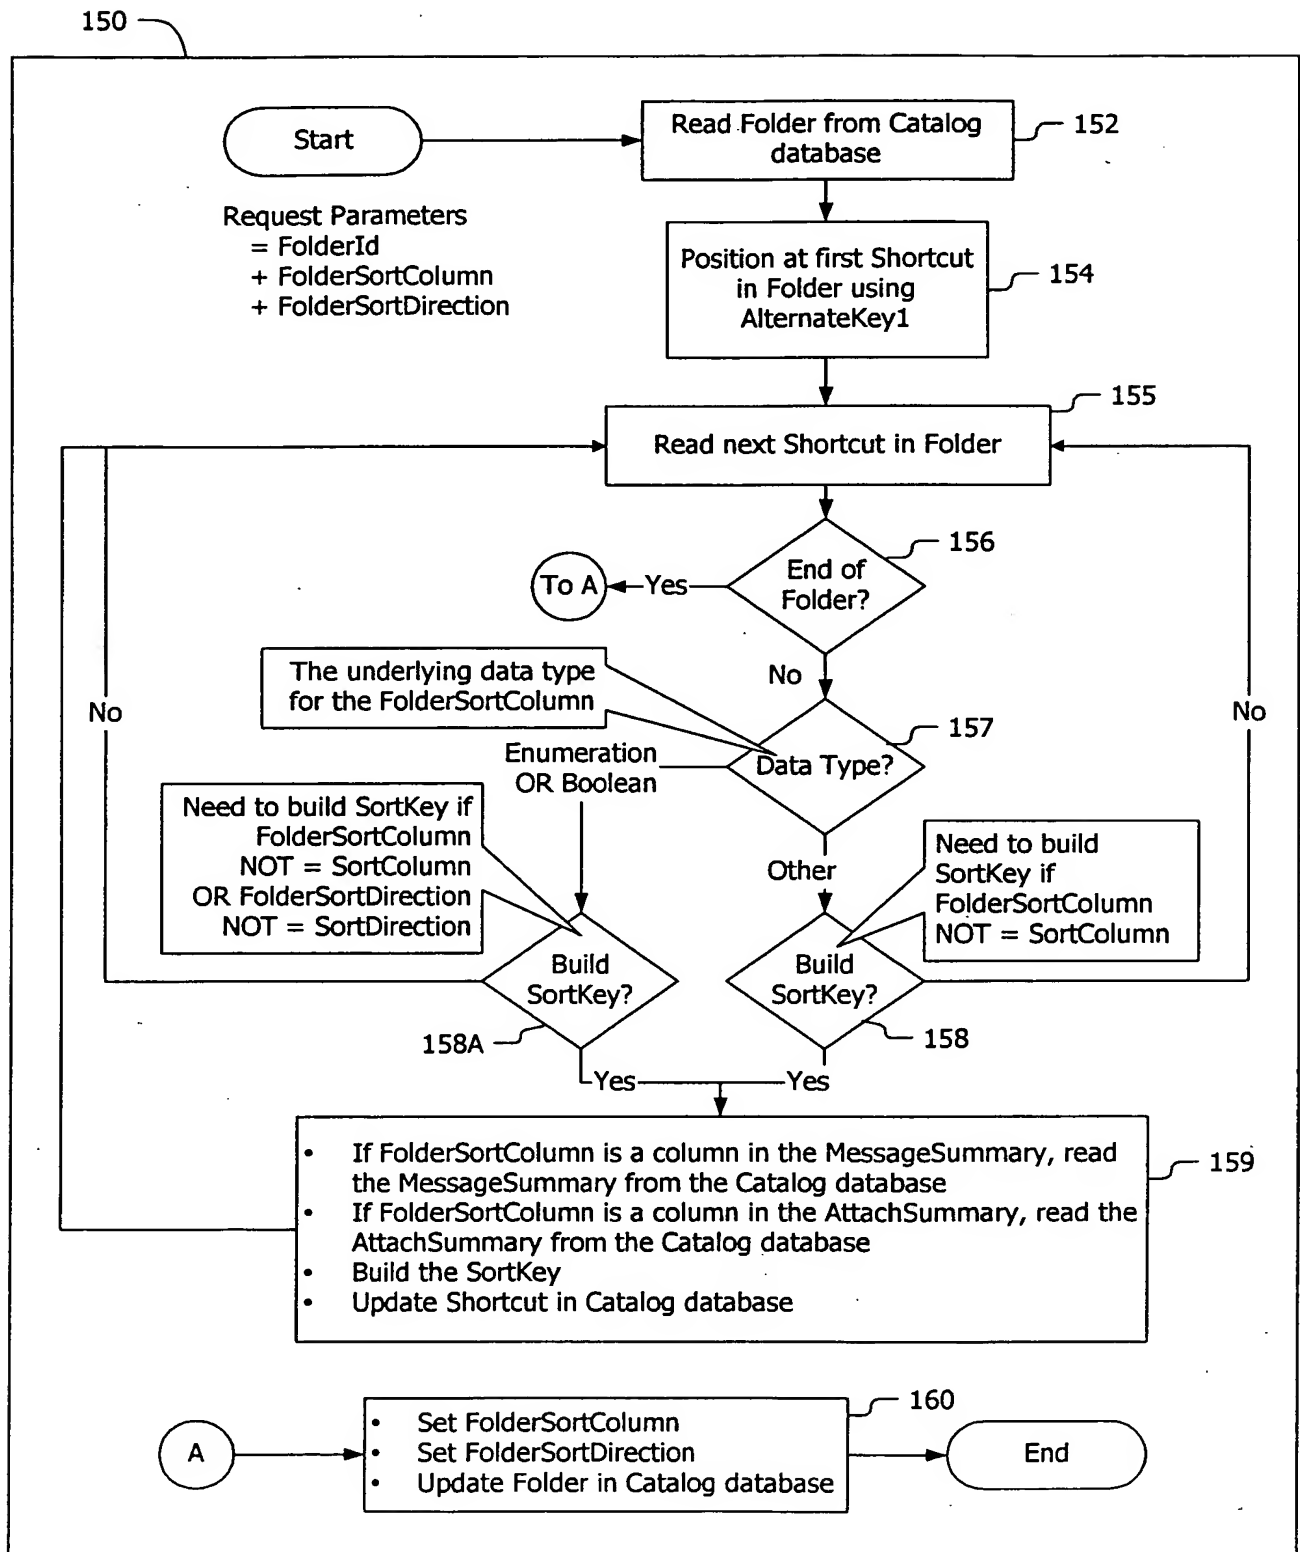 150
Start
Read Folder from Catalog
database
152
Request Parameters
= FolderId
+ FolderSortColumn
+ FolderSortDirection
Position at first Shortcut
in Folder using
AlternateKey1
154
155
Read next Shortcut in Folder
156
End of
Folder?
Yes
To A
No
The underlying data type
for the FolderSortColumn
No
No
157
Data Type?
Enumeration
OR Boolean
Need to build SortKey if
FolderSortColumn
NOT = SortColumn
OR FolderSortDirection
NOT = SortDirection
Other
Need to build
SortKey if
FolderSortColumn
NOT = SortColumn
Build
SortKey?
158A
Build
SortKey?
158
Yes
Yes
• If FolderSortColumn is a column in the MessageSummary, read
the MessageSummary from the Catalog database
• If FolderSortColumn is a column in the AttachSummary, read the
AttachSummary from the Catalog database
• Build the SortKey
• Update Shortcut in Catalog database
159
160
A
• Set FolderSortColumn
• Set FolderSortDirection
• Update Folder in Catalog database
End